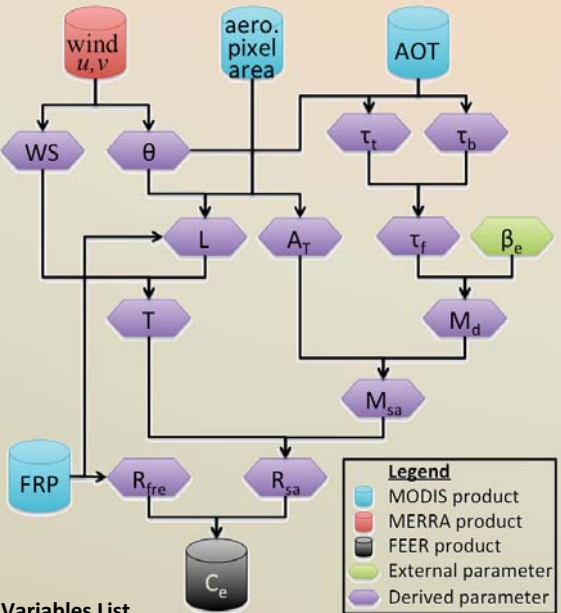 wind
u,v
aero.
pixel
area
AOT
WS
θ
τt
τb
L
AT
τf
βe
T
Md
Msa
FRP
Rfre
Rsa
Ce
Legend
MODIS product
MERRA product
FEER product
External parameter
Derived parameter
Variables List